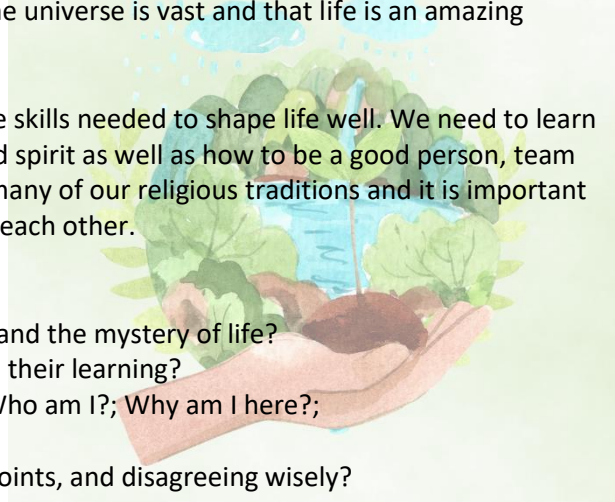 e universe is vast and that life is an amazing
e skills needed to shape life well. We need to learn
d spirit as well as how to be a good person, team
many of our religious traditions and it is important
each other.
and the mystery of life?
their learning?
Who am I?; Why am I here?;
oints, and disagreeing wisely?